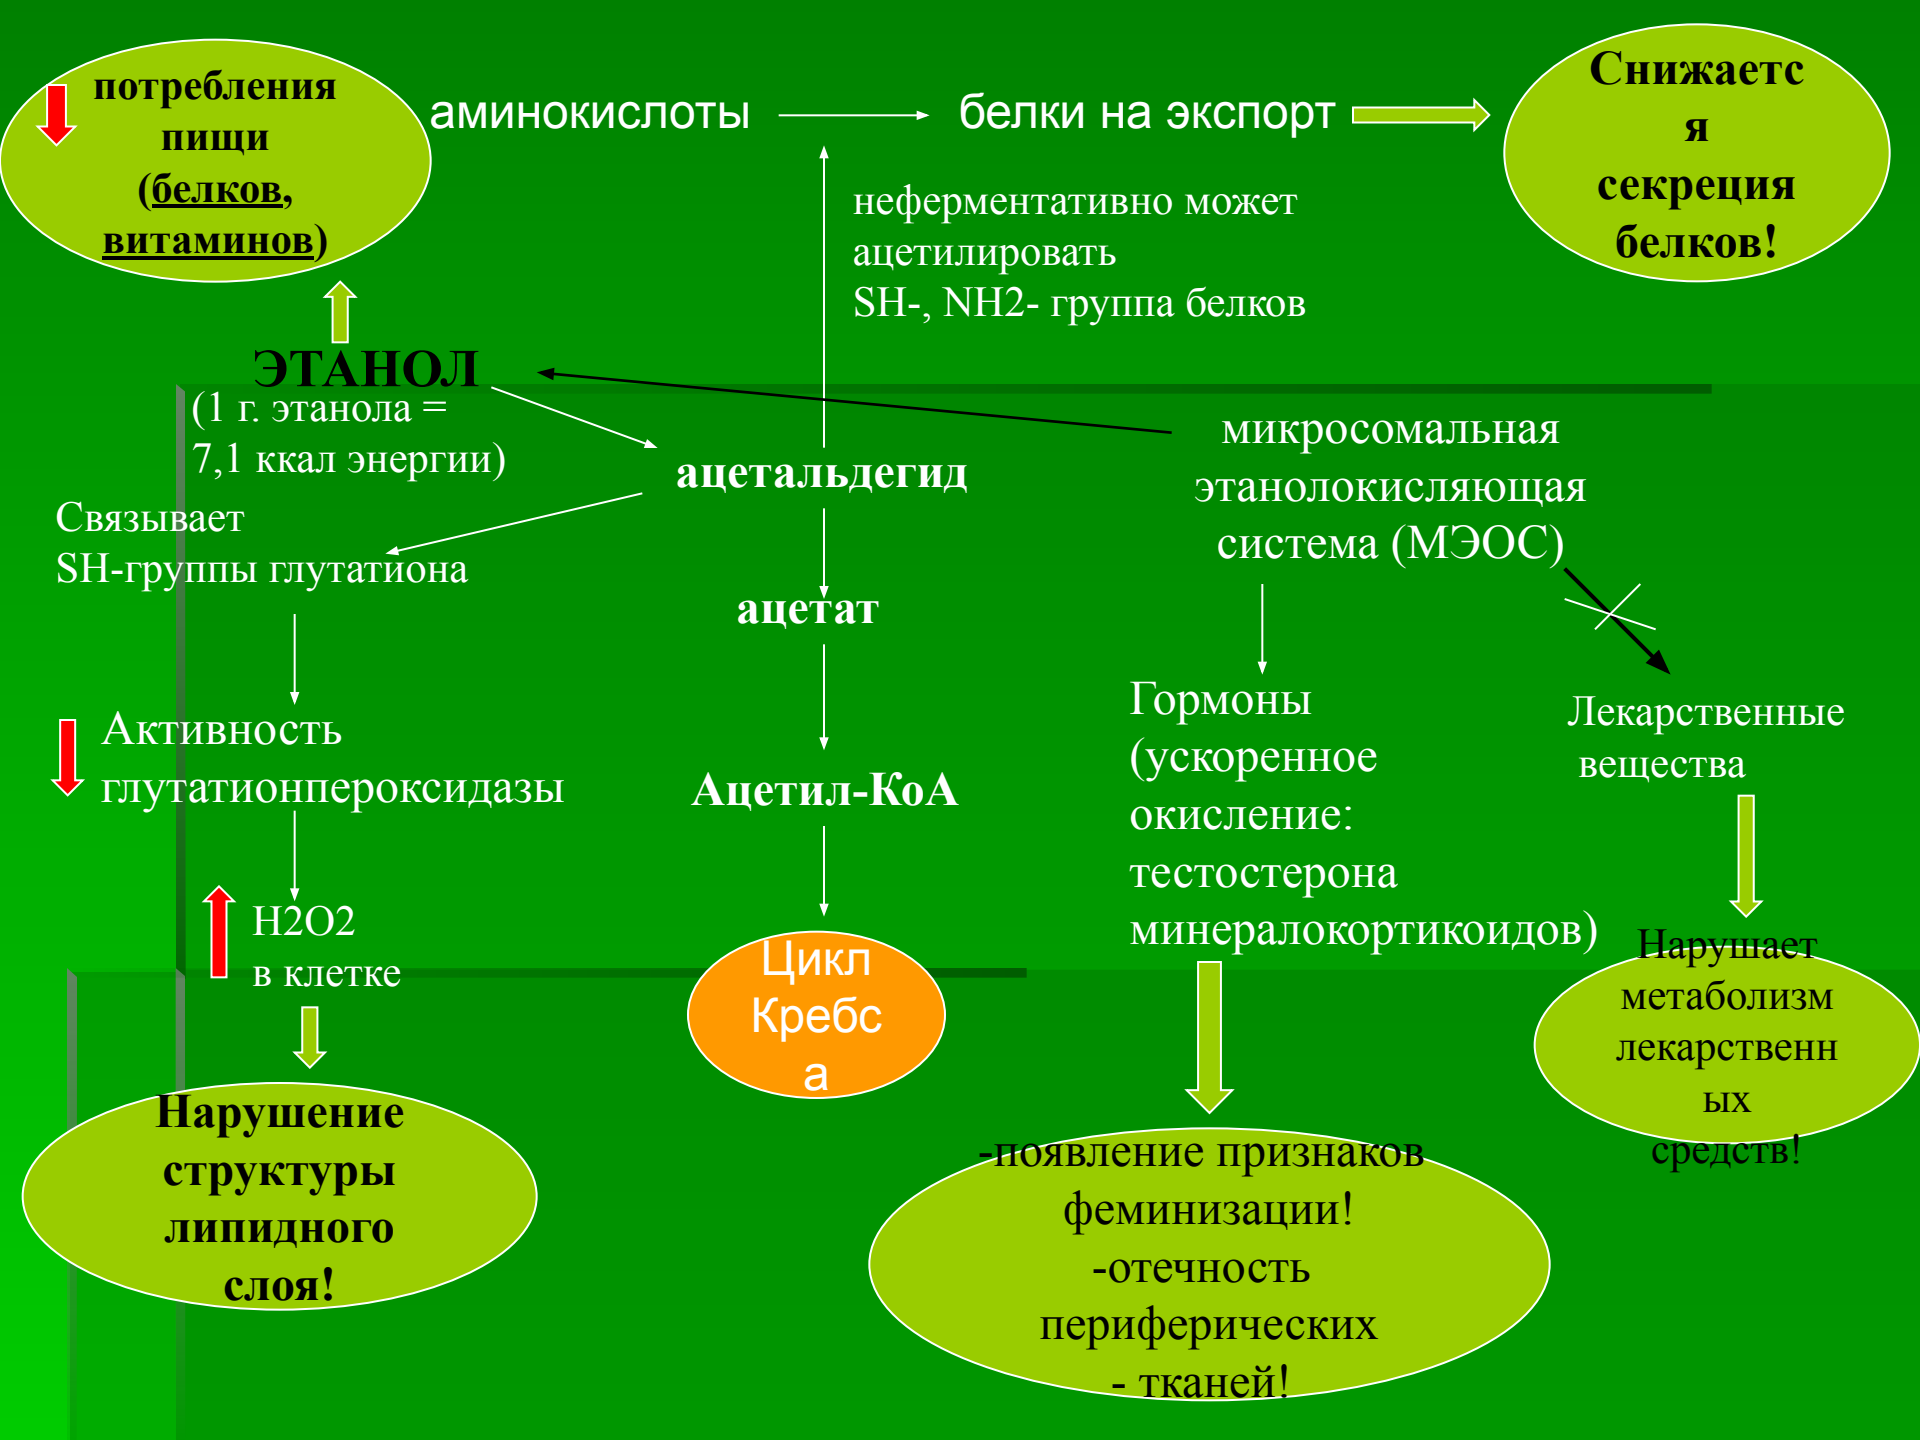 потребления
пищи
(белков,
витаминов)
аминокислоты
белки на экспорт
Снижаетс
я
секреция
белков!
неферментативно может
ацетилировать
SH-, NH2- группа белков
ЭТАНОЛ
(1 г. этанола =
7,1 ккал энергии)
ацетальдегид
микросомальная
этанолокисляющая
система (МЭОС)
Связывает
SH-группы глутатиона
ацетат
Активность
глутатионпероксидазы
Ацетил-КоА
Гормоны
(ускоренное
окисление:
тестостерона
минералокортикоидов)
Лекарственные
вещества
H2O2
в клетке
Цикл
Кребс
а
Нарушает
метаболизм
лекарственн
ых
средств!
Нарушение
структуры
липидного
слоя!
-появление признаков
феминизации!
-отечность
периферических
- тканей!